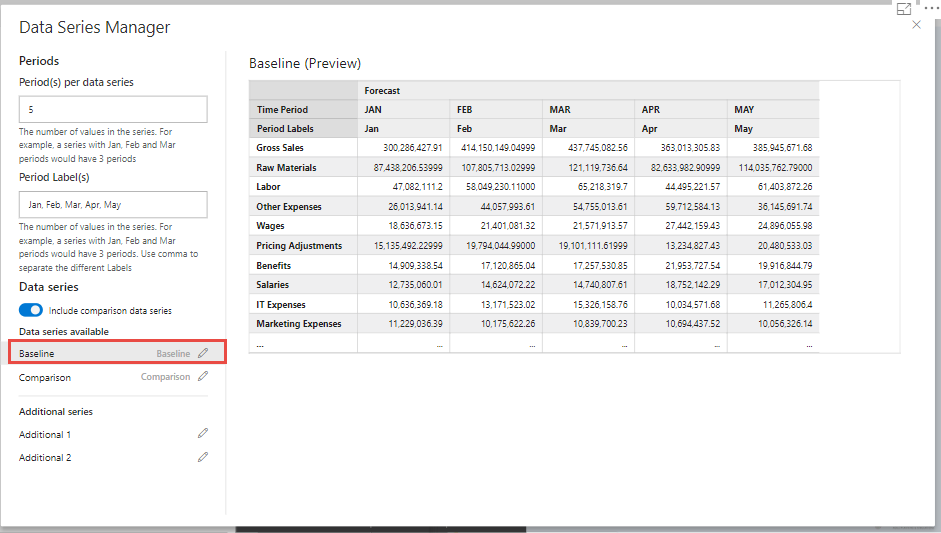 Data Series Manager
Periods
Period(s) per data series
5
The number of values in the series. For
example, a series with Jan, Feb and Mar
periods would have 3 periods
Period Label(s)
Jan, Feb, Mar, Apr, May
The number of values in the series. For
example, a series with Jan, Feb and Mar
periods would have 3 periods. Use comma to
separate the different Labels
Data series
Include comparison data series
Data series available
Baseline Baseline
Comparison Comparison
Additional series
Additional 1
Additional 2
Baseline (Preview)
Forecast
Time Period JAN FEB MAR APR MAY
Period Labels Jan Feb Mar Apr May
Gross Sales 300,286,427.91 414,150,149.04999 437,745,082.56 363,013,305.83 385,945,671.68
Raw Materials 87,438,206.53999 107,805,713.02999 121,119,736.64 82,633,982.90999 114,035,762.79000
Labor 47,082,111.2 58,049,230.11000 65,218,319.7 44,495,221.57 61,403,872.26
Other Expenses 26,013,941.14 44,057,993.61 54,755,013.61 59,712,584.13 36,145,691.74
Wages 18,636,673.15 21,401,081.32 21,571,913.57 27,442,159.43 24,896,055.98
Pricing Adjustments 15,135,492.22999 19,794,044.99000 19,101,111.61999 13,234,827.43 20,480,533.03
Benefits 14,909,338.54 17,120,865.04 17,257,530.85 21,953,727.54 19,916,844.79
Salaries 12,735,060.01 14,624,072.22 14,740,807.61 18,752,142.29 17,012,304.95
IT Expenses 10,636,369.18 13,171,523.02 15,326,158.76 10,034,571.68 11,265,806.4
Marketing Expenses 11,229,036.39 10,175,622.26 10,839,700.23 10,694,437.52 10,056,326.14
... ... ... ... ... ...